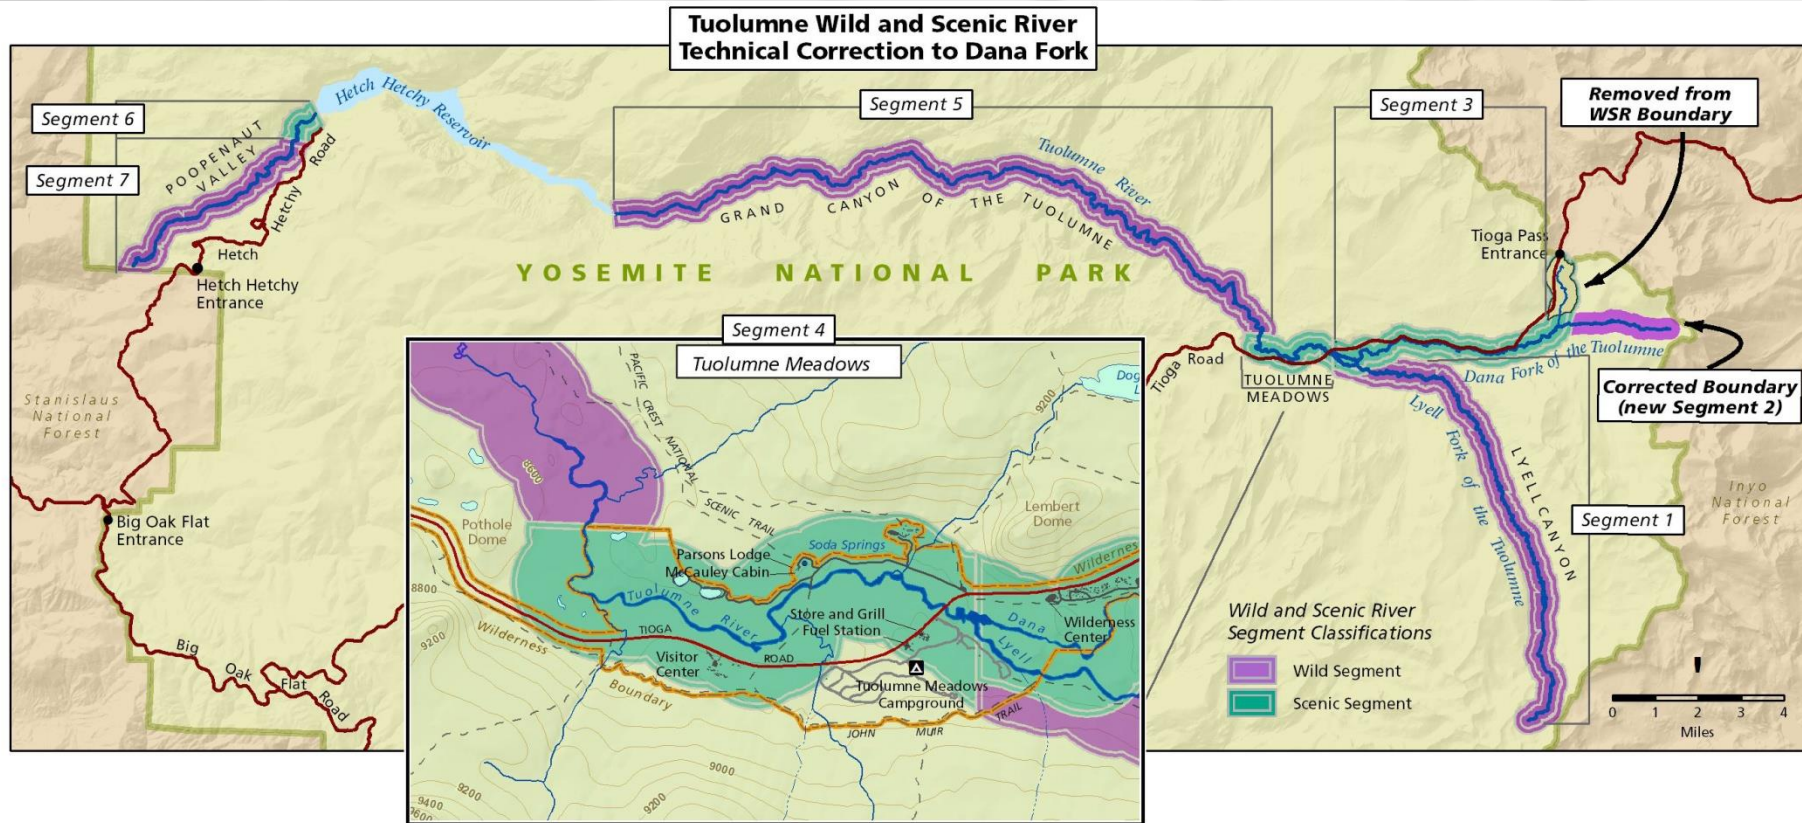 Tuolumne Wild and Scenic River
Technical Correction to Dana Fork
Segment 6
Segment 7
POOPENAUT
VALLEY
Hetch Hetchy Reservoir
Hetch
Hetchy
Road
Hetch Hetchy
Entrance
Segment 5
Tuolumne River
GRAND CANYON OF THE TUOLUMNE
YOSEMITE NATIONAL PARK
Segment 3
Removed from
WSR Boundary
Tioga Pass
Entrance
Tioga Road
TUOLUMNE
MEADOWS
Dana Fork of the Tuolumne
Corrected Boundary
(new Segment 2)
Lyell Fork of the Tuolumne
LYELL CANYON
Segment 1
Inyo
National
Forest
Stanislaus
National
Forest
Big Oak Flat
Entrance
Big Oak Flat Road
Segment 4
Tuolumne Meadows
PACIFIC CREST NATIONAL
SCENIC TRAIL
Dog
L
9200
8600
Pothole
Dome
Lembert
Dome
Parsons Lodge
McCauley Cabin
Soda Springs
Wildernes
8800
Tuolumne
River
Store and Grill
Fuel Station
Dana
Lyell
Wilderness
Center
TIOGA
ROAD
Visitor
Center
Wilderness
Boundary
9200
Tuolumne Meadows
Campground
JOHN MUIR TRAIL
9000
9200
9200
9400
9600
Wild and Scenic River
Segment Classifications
Wild Segment
Scenic Segment
0 1 2 3 4
Miles